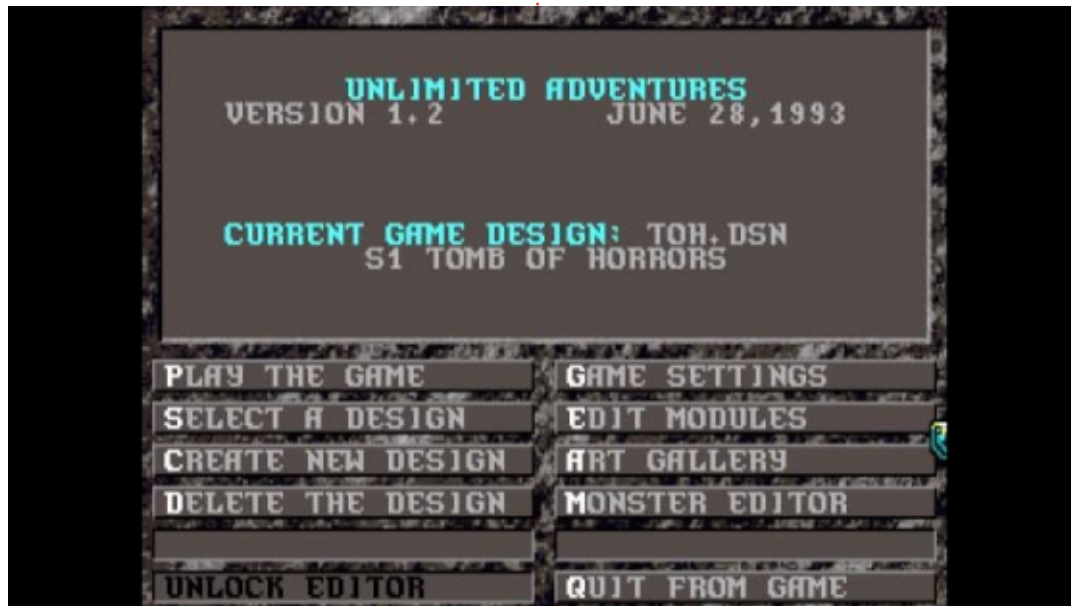 UNLIMITED ADVENTURES
VERSION 1.2 JUNE 28,1993
CURRENT GAME DESIGN: TOH.DSN
S1 TOMB OF HORRORS
PLAY THE GAME
GAME SETTINGS
SELECT A DESIGN
EDIT MODULES
CREATE NEW DESIGN
ART GALLERY
DELETE THE DESIGN
MONSTER EDITOR
UNLOCK EDITOR
QUIT FROM GAME